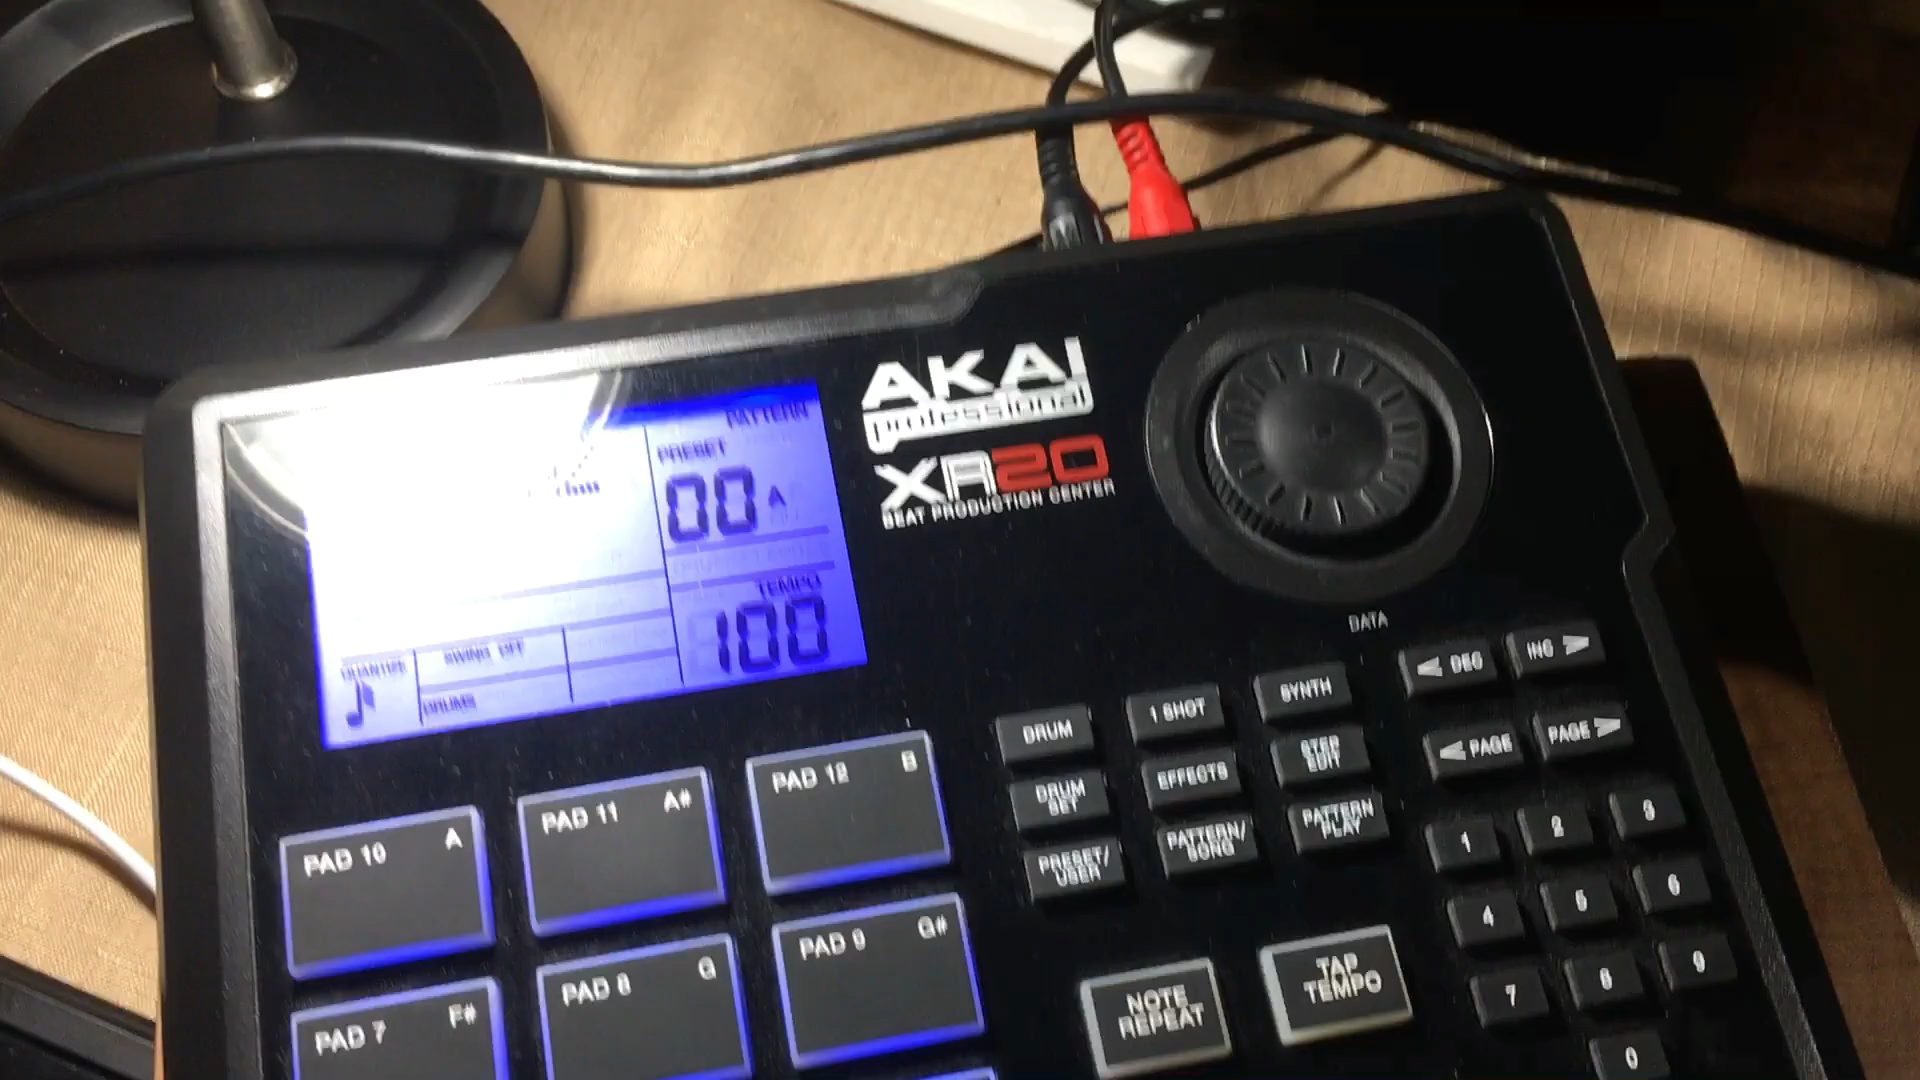 AKAI
professional
XR20
BEAT PRODUCTION CENTER
PATTERN
PRESET
00 A
TEMPO
100
QUANTIZE
SWING OFF
DRUMS
DATA
DEC
INC
PAGE
PAGE
DRUM
1 SHOT
SYNTH
DRUM
SET
EFFECTS
STEP
EDIT
PRESET/
USER
PATTERN/
SONG
PATTERN
PLAY
1
2
3
4
5
6
7
8
9
0
NOTE
REPEAT
TAP
TEMPO
PAD 10 A
PAD 11 A#
PAD 12 B
PAD 7 F#
PAD 8 G
PAD 9 G#